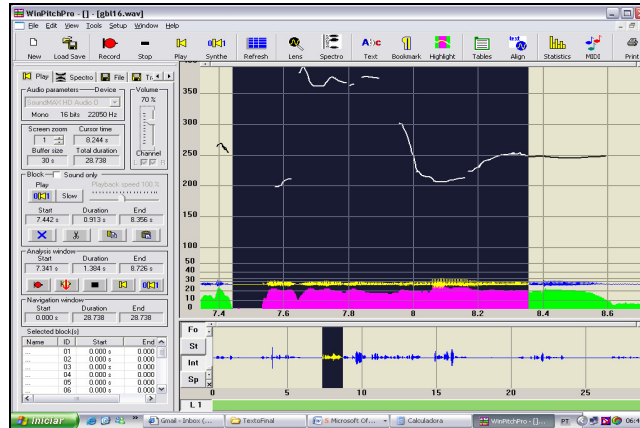 WinPitchPro - [] - [gbl16.wav]
File Edit View Tools Setup Window Help
New Load Save Record Stop Play Synthe Refresh Lens Spectro Text Bookmark Highlight Tables Align Statistics MIDI Print
Play Spectro File
Audio parameters Device Volume
SoundMAX HD Audio D 70 %
Mono 16 bits 22050 Hz
Screen zoom Cursor time
1 8.244 s
Buffer size Total duration Channel
30 s 28.738 L R
Block Sound only
Play Playback speed 100 %
Slow
Start Duration End
7.442 s 0.913 s 8.356 s
Analysis window
Start Duration End
7.341 s 1.384 s 8.726 s
Navigation window
Start Duration End
0.000 s 28.738 28.738
Selected block[s]
Name ID Start End
... 01 0.000 s 0.000
... 02 0.000 s 0.000
... 03 0.000 s 0.000
... 04 0.000 s 0.000
... 05 0.000 s 0.000
... 06 0.000 s 0.000
400
350
300
250
200
150
100
50
40
30
20
10
0
7.4 7.6 7.8 8 8.2 8.4 8.6
Fo
St
Int
Sp
0 5 10 15 20 25
L 1
Iniciar Gmail - Inbox (... TextoFinal Microsoft Of... Calculadora WinPitchPro - []... PT